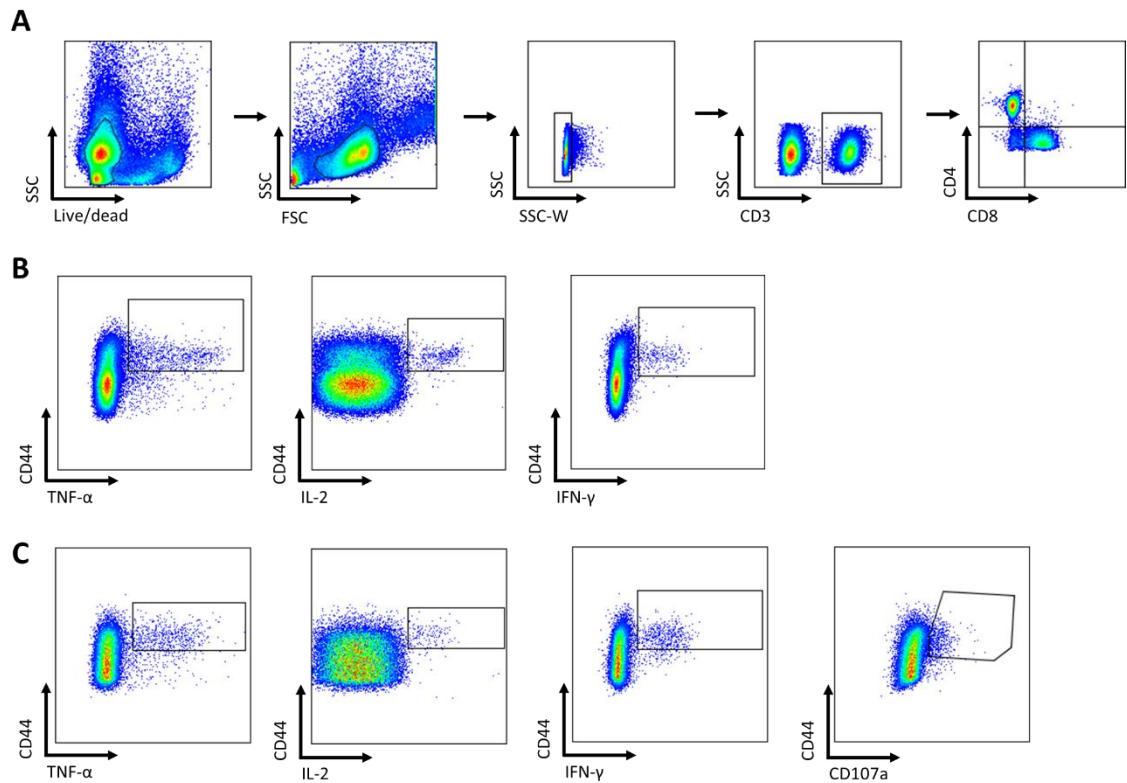 A
SSC
Live/dead
SSC
FSC
SSC
SSC-W
SSC
CD3
CD4
CD8
B
CD44
TNF-α
CD44
IL-2
CD44
IFN-γ
C
CD44
TNF-α
CD44
IL-2
CD44
IFN-γ
CD44
CD107a